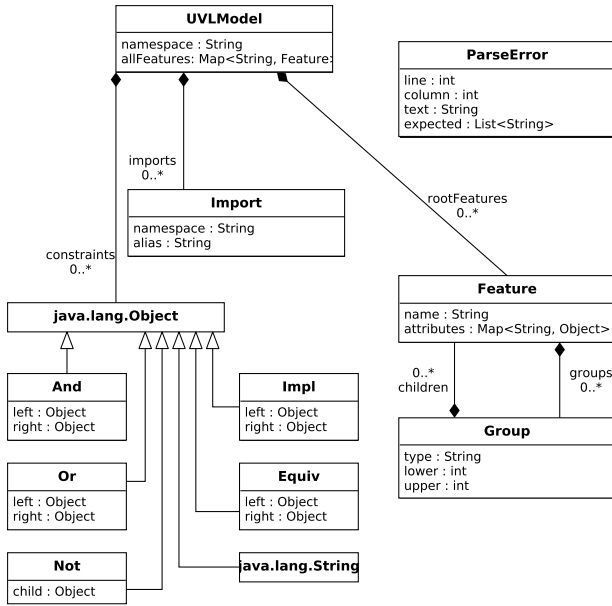 UVLModel
namespace : String
allFeatures: Map<String, Feature>
ParseError
line : int
column : int
text : String
expected : List<String>
imports
0..*
rootFeatures
0..*
Import
namespace : String
alias : String
constraints
0..*
java.lang.Object
Feature
name : String
attributes : Map<String, Object>
0..*
children
groups
0..*
And
left : Object
right : Object
Impl
left : Object
right : Object
Group
type : String
lower : int
upper : int
Or
left : Object
right : Object
Equiv
left : Object
right : Object
Not
child : Object
java.lang.String